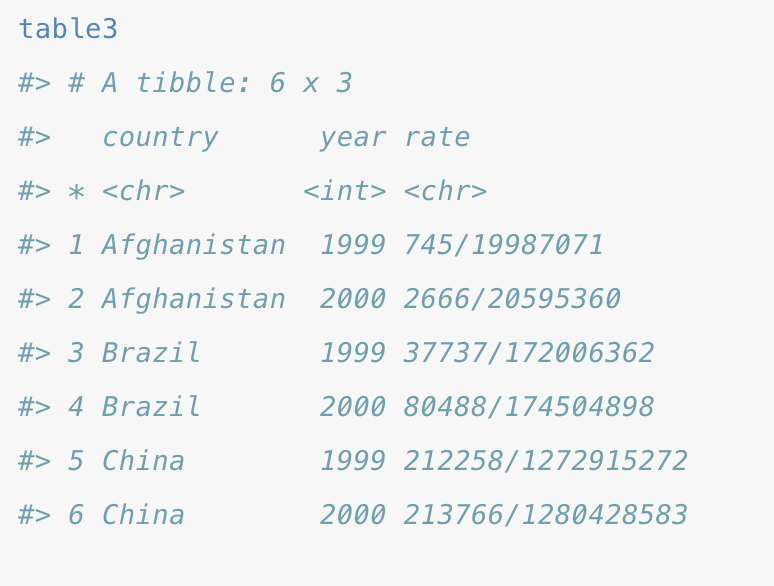 table3
#> # A tibble: 6 x 3
#>   country      year rate
#> * <chr>       <int> <chr>
#> 1 Afghanistan  1999 745/19987071
#> 2 Afghanistan  2000 2666/20595360
#> 3 Brazil       1999 37737/172006362
#> 4 Brazil       2000 80488/174504898
#> 5 China        1999 212258/1272915272
#> 6 China        2000 213766/1280428583